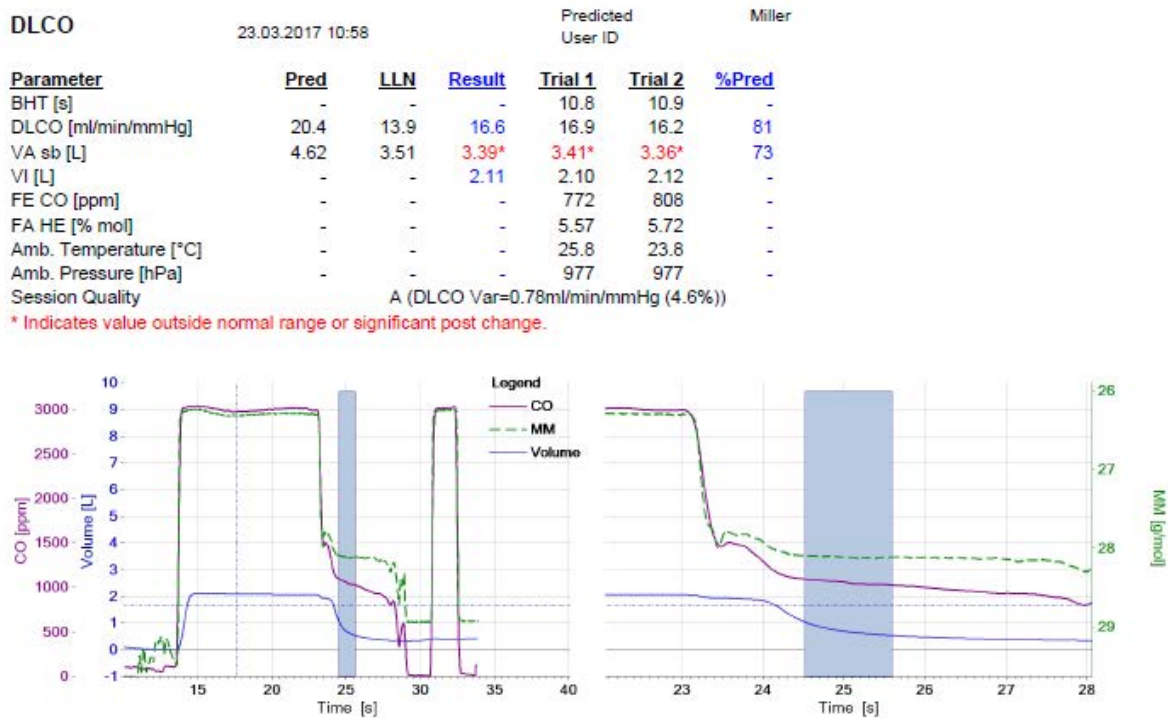 DLCO 23.03.2017 10:58 Predicted Miller
User ID
Parameter Pred LLN Result Trial 1 Trial 2 %Pred
BHT [s] - - - 10.8 10.9 -
DLCO [ml/min/mmHg] 20.4 13.9 16.6 16.9 16.2 81
VA sb [L] 4.62 3.51 3.39* 3.41* 3.36* 73
VI [L] - - 2.11 2.10 2.12 -
FE CO [ppm] - - - 772 808 -
FA HE [% mol] - - - 5.57 5.72 -
Amb. Temperature [°C] - - - 25.8 23.8 -
Amb. Pressure [hPa] - - - 977 977 -
Session Quality A (DLCO Var=0.78ml/min/mmHg (4.6%))
* Indicates value outside normal range or significant post change.
Legend
CO
MM
Volume
CO [ppm]
3000
2500
2000
1500
1000
500
0
Volume [L]
10
9
8
7
6
5
4
3
2
1
0
-1
15 20 25 30 35 40
Time [s]
23 24 25 26 27 28
Time [s]
26
27
28
29
MM [g/mol]